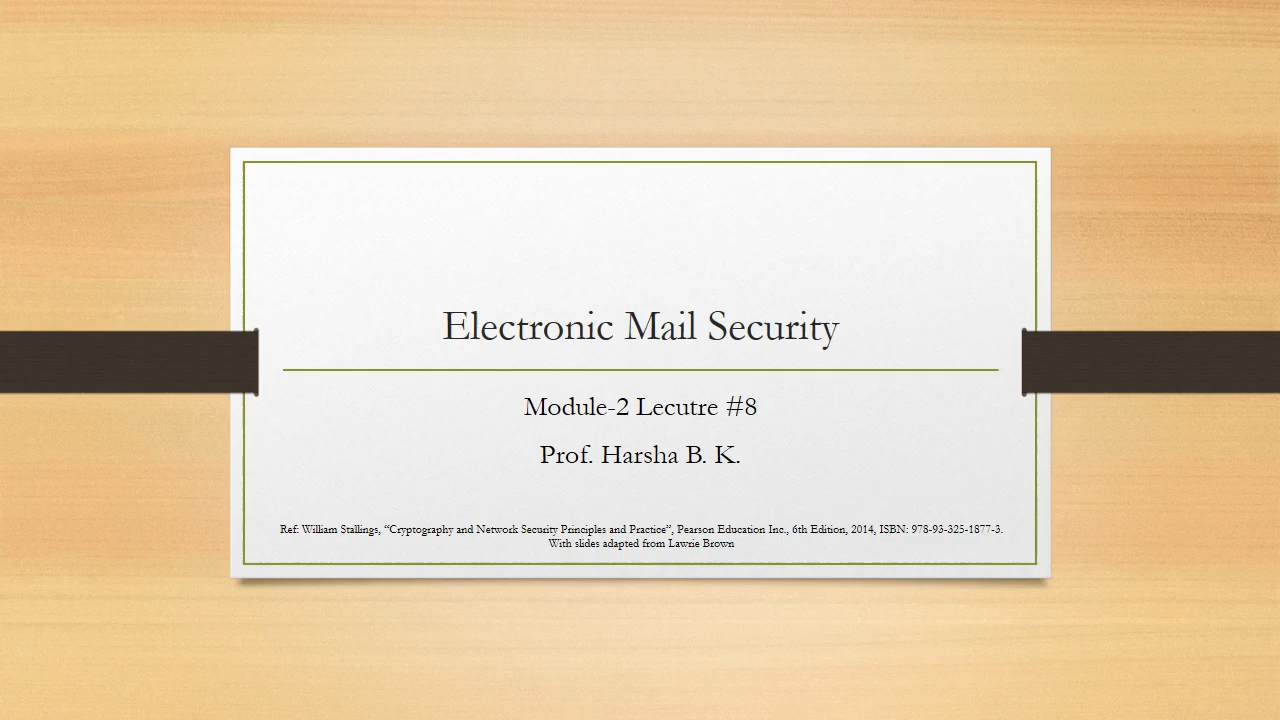 Electronic Mail Security
Module-2 Lecutre #8
Prof. Harsha B. K.
Ref: William Stallings, “Cryptography and Network Security Principles and Practice”, Pearson Education Inc., 6th Edition, 2014, ISBN: 978-93-325-1877-3.
With slides adapted from Lawrie Brown